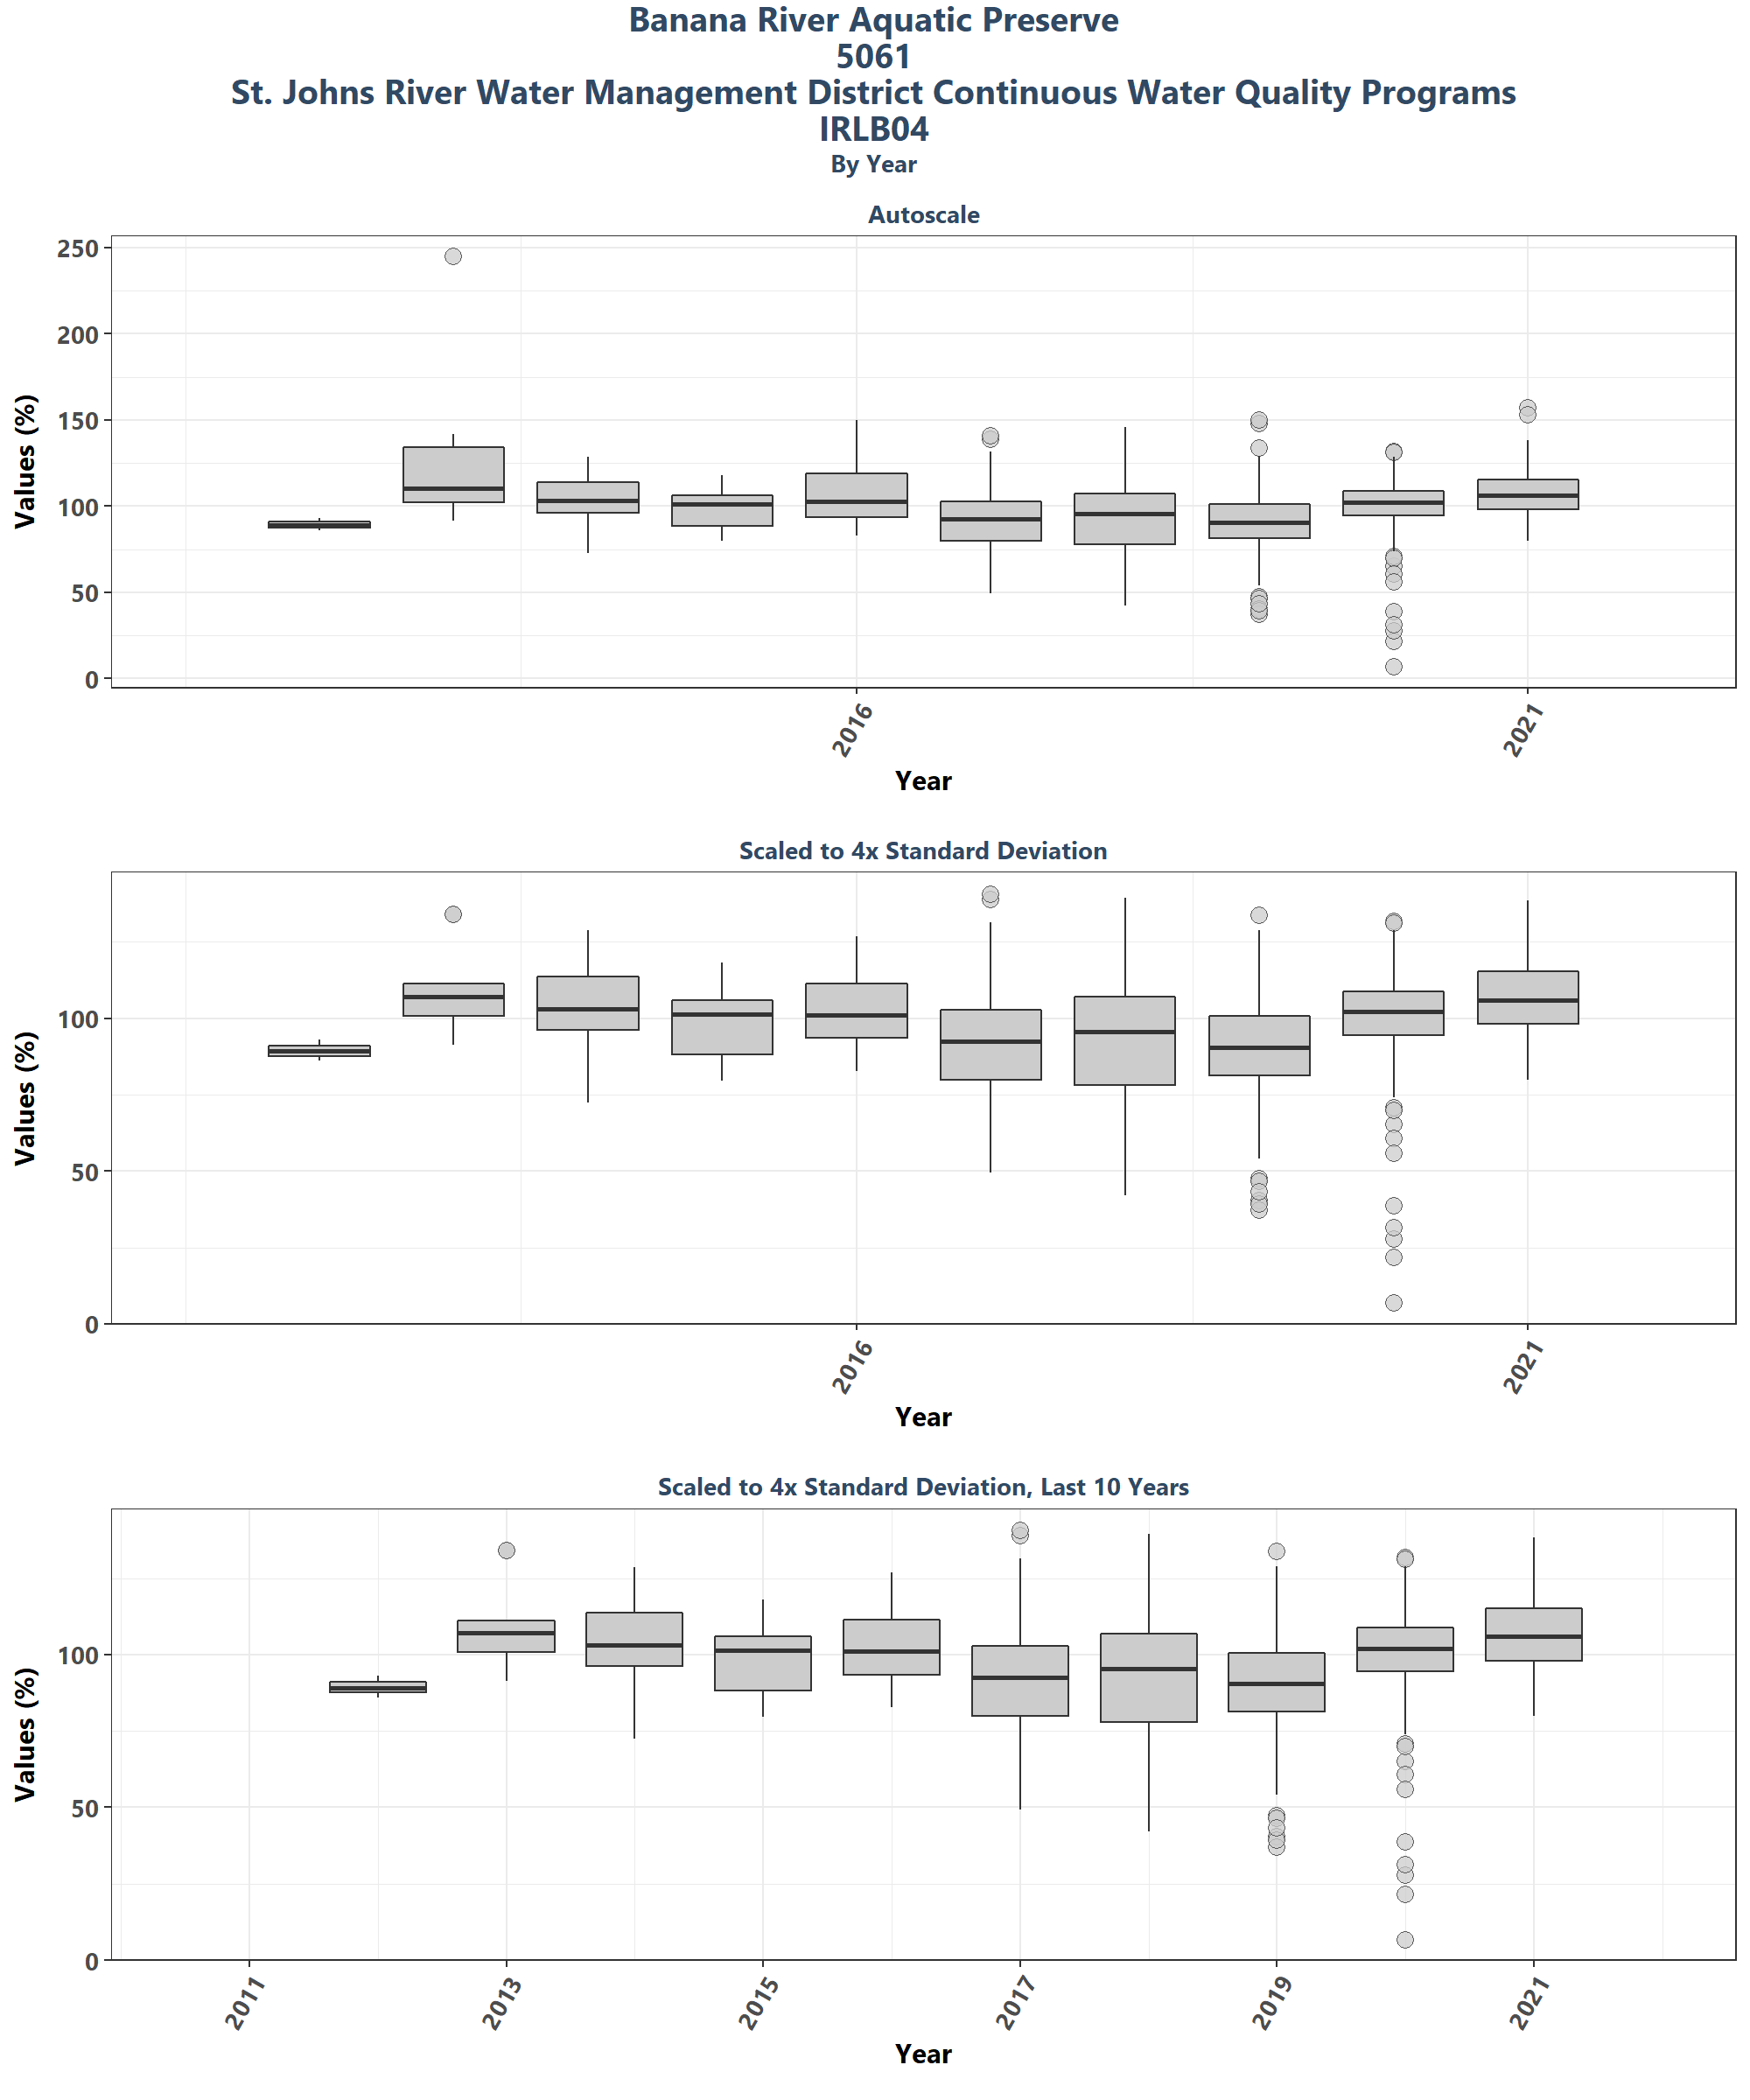 Banana River Aquatic Preserve
5061
St. Johns River Water Management District Continuous Water Quality Programs
IRLB04
By Year
Autoscale
Values (%)
250
200
150
100
50
0
2016
2021
Year
Scaled to 4x Standard Deviation
Values (%)
100
50
0
2016
2021
Year
Scaled to 4x Standard Deviation, Last 10 Years
Values (%)
100
50
0
2011
2013
2015
2017
2019
2021
Year